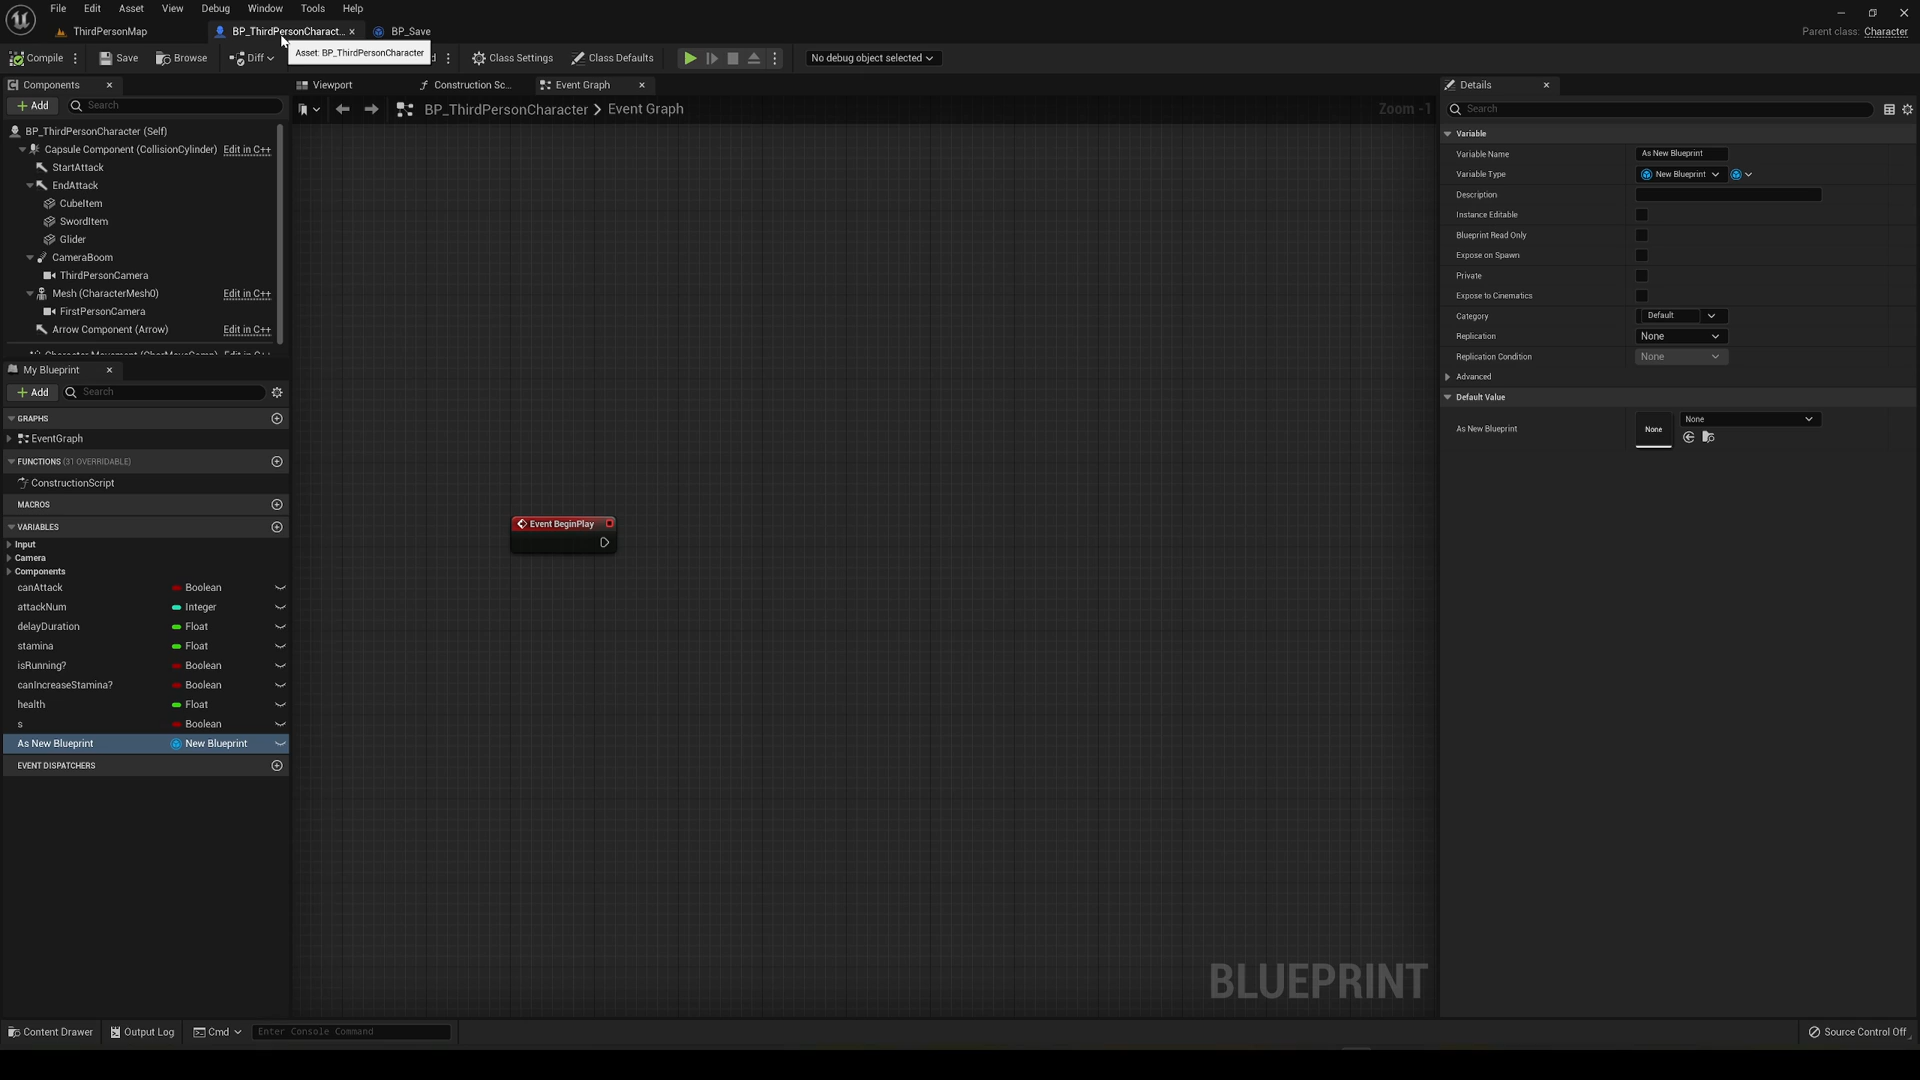 File Edit Asset View Debug Window Tools Help
ThirdPersonMap BP_ThirdPersonCharact... BP_Save
Parent class: Character
Asset: BP_ThirdPersonCharacter
Compile Save Browse Diff Class Settings Class Defaults No debug object selected
Components Viewport Construction Sc... Event Graph Details
Add Search BP_ThirdPersonCharacter > Event Graph Zoom -1 Search
BP_ThirdPersonCharacter (Self)
Capsule Component (CollisionCylinder) Edit in C++
StartAttack
EndAttack
CubeItem
SwordItem
Glider
CameraBoom
ThirdPersonCamera
Mesh (CharacterMesh0) Edit in C++
FirstPersonCamera
Arrow Component (Arrow) Edit in C++
My Blueprint
Add Search
GRAPHS
EventGraph
FUNCTIONS (31 OVERRIDABLE)
ConstructionScript
MACROS
VARIABLES
Input
Camera
Components
canAttack Boolean
attackNum Integer
delayDuration Float
stamina Float
isRunning? Boolean
canIncreaseStamina? Boolean
health Float
s Boolean
As New Blueprint New Blueprint
EVENT DISPATCHERS
Event BeginPlay
BLUEPRINT
Variable
Variable Name As New Blueprint
Variable Type New Blueprint
Description
Instance Editable
Blueprint Read Only
Expose on Spawn
Private
Expose to Cinematics
Category Default
Replication None
Replication Condition None
Advanced
Default Value
As New Blueprint None None
Content Drawer Output Log Cmd Enter Console Command Source Control Off